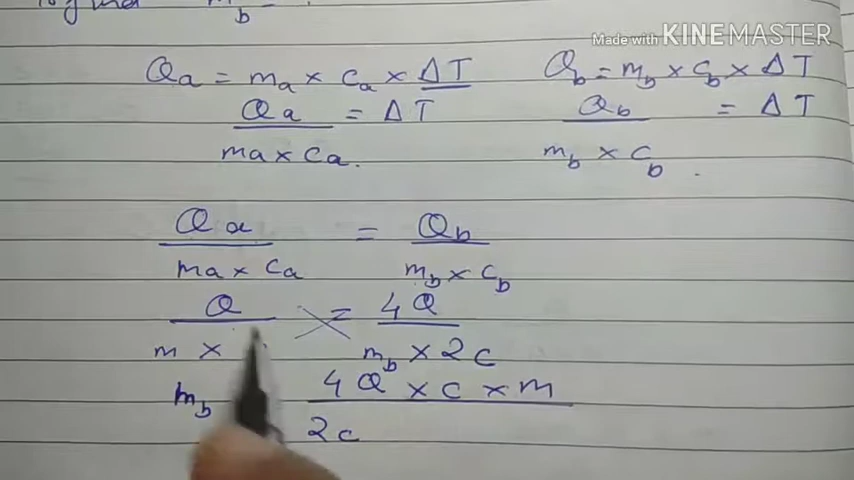 Made with KINEMASTER
Qa = ma × ca × ΔT    Qb = mb × cb × ΔT
Qa = ΔT    Qb = ΔT
ma × ca.    mb × cb .
Qa = Qb
ma × ca    mb × cb
Q = 4Q
m ×    mb × 2c
mb    4Q × c × m
2c